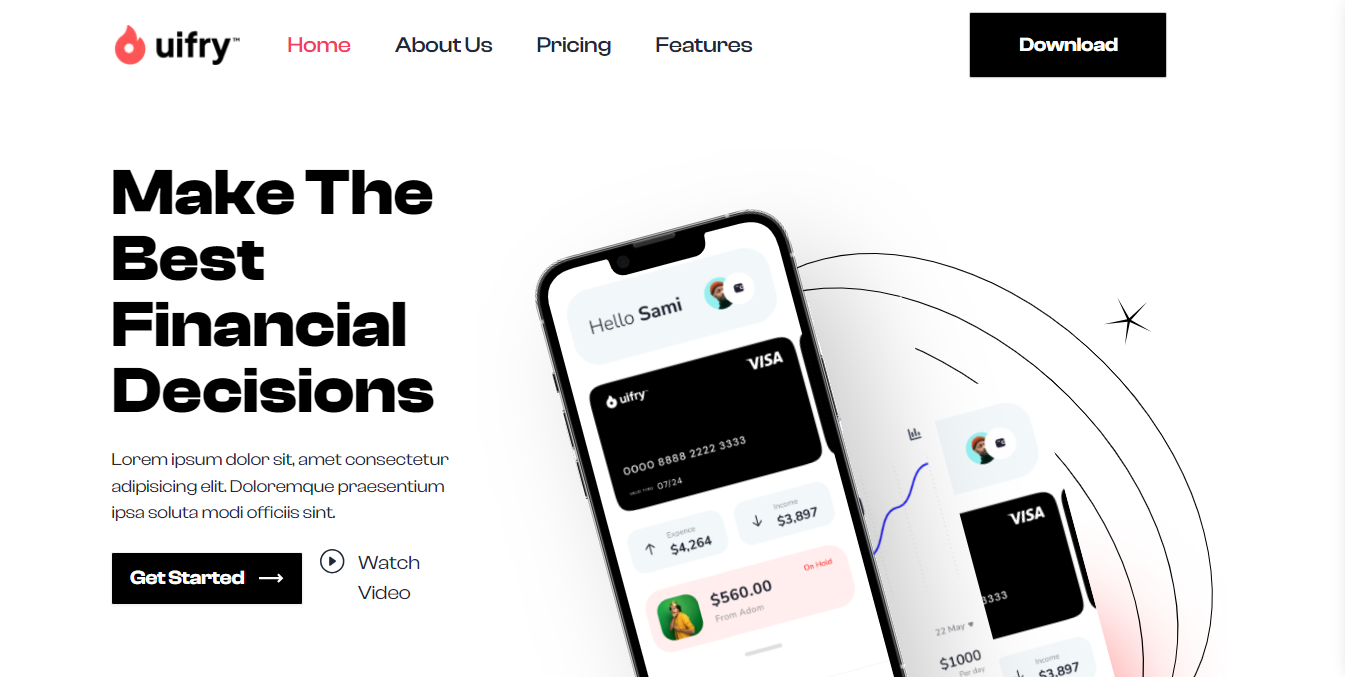 uifry™
Home
About Us
Pricing
Features
Download
Make The
Best
Financial
Decisions
Lorem ipsum dolor sit, amet consectetur
adipisicing elit. Doloremque praesentium
ipsa soluta modi officiis sint.
Get Started
Watch
Video
Hello Sami
VISA
uifry™
0000 8888 2222 3333
VALID THRU 07/24
Expence
$4,264
Income
$3,897
On Hold
$560.00
From Adom
VISA
3333
22 May
$1000
Per day
Income
$3,897